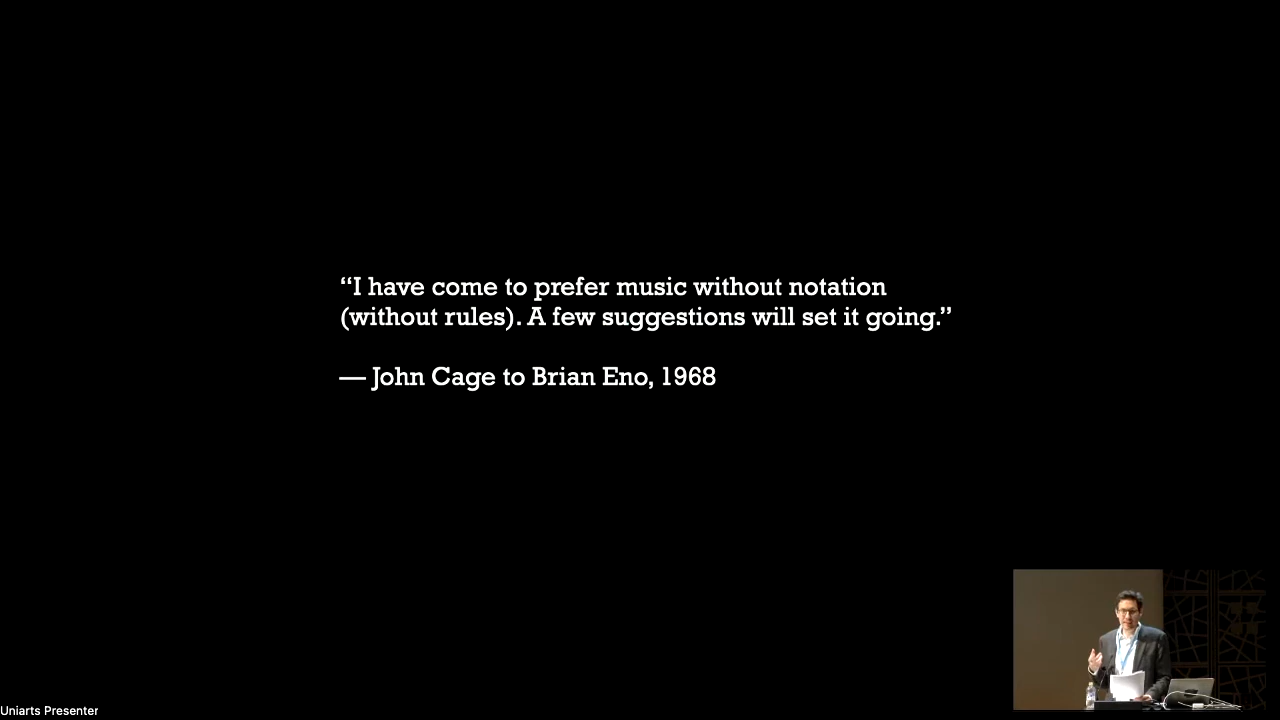 “I have come to prefer music without notation
(without rules). A few suggestions will set it going.”
— John Cage to Brian Eno, 1968
Uniarts Presenter